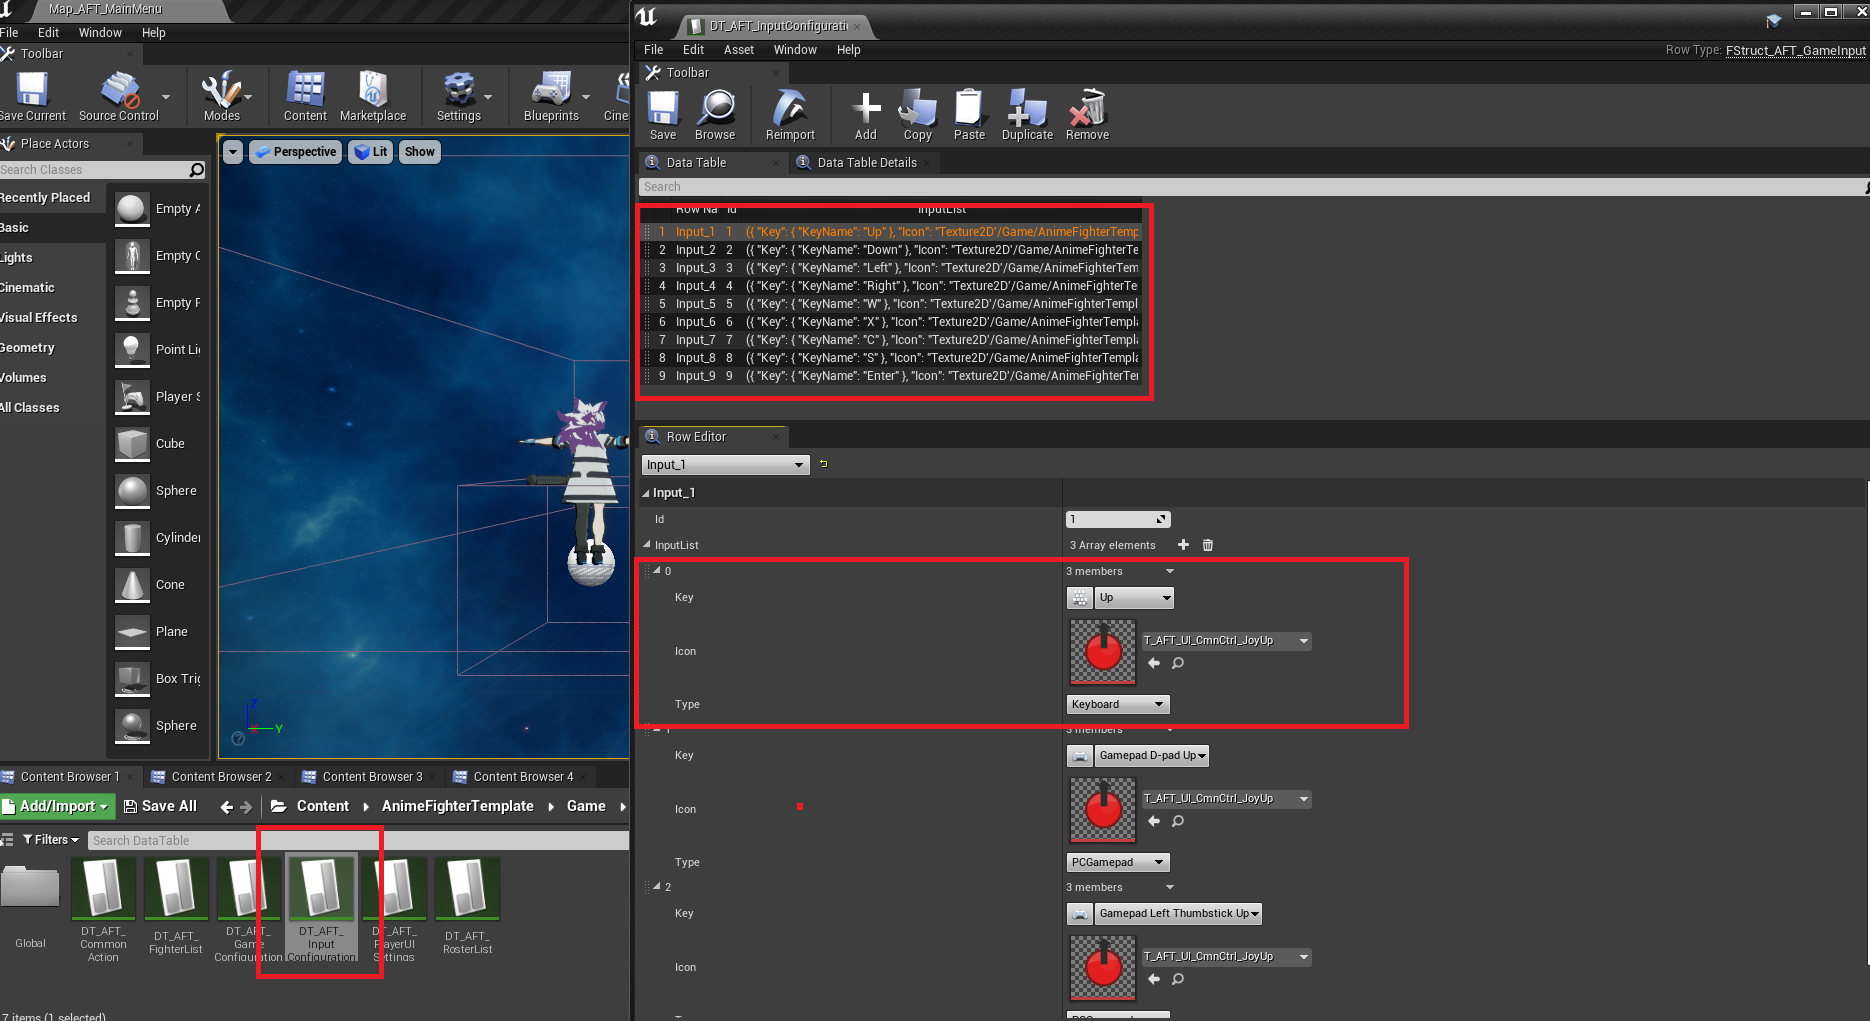 Map_AFT_MainMenu
File Edit Window Help
Toolbar
Save Current Source Control Modes Content Marketplace Settings Blueprints Cine
Place Actors
Search Classes
Recently Placed
Basic
Lights
Cinematic
Visual Effects
Geometry
Volumes
All Classes
Empty A
Empty C
Empty P
Point Li
Player S
Cube
Sphere
Cylinder
Cone
Plane
Box Trig
Sphere
Perspective Lit Show
Z
X Y
Content Browser 1 Content Browser 2 Content Browser 3 Content Browser 4
Add/Import Save All Content AnimeFighterTemplate Game
Filters Search DataTable
Global
DT_AFT_
Common
Action
DT_AFT_
FighterList
DT_AFT_
Game
Configuration
DT_AFT_
Input
Configuration
DT_AFT_
PlayerUI
Settings
DT_AFT_
RosterList
7 items (1 selected)
DT_AFT_InputConfigurati
File Edit Asset Window Help
Row Type: FStruct_AFT_GameInput
Toolbar
Save Browse Reimport Add Copy Paste Duplicate Remove
Data Table Data Table Details
Search
Row Na Id InputList
1 Input_1 1 ({ "Key": { "KeyName": "Up" }, "Icon": "Texture2D'/Game/AnimeFighterTemp
2 Input_2 2 ({ "Key": { "KeyName": "Down" }, "Icon": "Texture2D'/Game/AnimeFighterTe
3 Input_3 3 ({ "Key": { "KeyName": "Left" }, "Icon": "Texture2D'/Game/AnimeFighterTem
4 Input_4 4 ({ "Key": { "KeyName": "Right" }, "Icon": "Texture2D'/Game/AnimeFighterTe
5 Input_5 5 ({ "Key": { "KeyName": "W" }, "Icon": "Texture2D'/Game/AnimeFighterTempl
6 Input_6 6 ({ "Key": { "KeyName": "X" }, "Icon": "Texture2D'/Game/AnimeFighterTempla
7 Input_7 7 ({ "Key": { "KeyName": "C" }, "Icon": "Texture2D'/Game/AnimeFighterTempla
8 Input_8 8 ({ "Key": { "KeyName": "S" }, "Icon": "Texture2D'/Game/AnimeFighterTempla
9 Input_9 9 ({ "Key": { "KeyName": "Enter" }, "Icon": "Texture2D'/Game/AnimeFighterTe
Row Editor
Input_1
Input_1
Id 1
InputList 3 Array elements
0 3 members
Key Up
Icon T_AFT_UI_CmnCtrl_JoyUp
Type Keyboard
1 3 members
Key Gamepad D-pad Up
Icon T_AFT_UI_CmnCtrl_JoyUp
Type PCGamepad
2 3 members
Key Gamepad Left Thumbstick Up
Icon T_AFT_UI_CmnCtrl_JoyUp